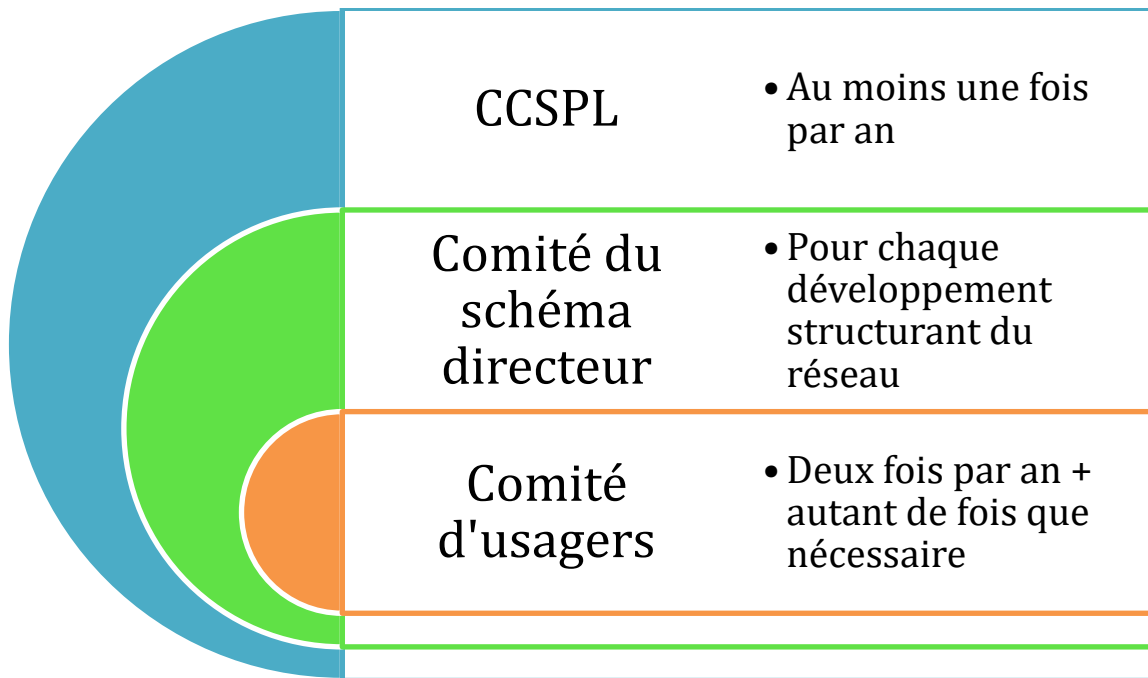 CCSPL
• Au moins une fois
par an
Comité du
schéma
directeur
• Pour chaque
développement
structurant du
réseau
Comité
d'usagers
• Deux fois par an +
autant de fois que
nécessaire